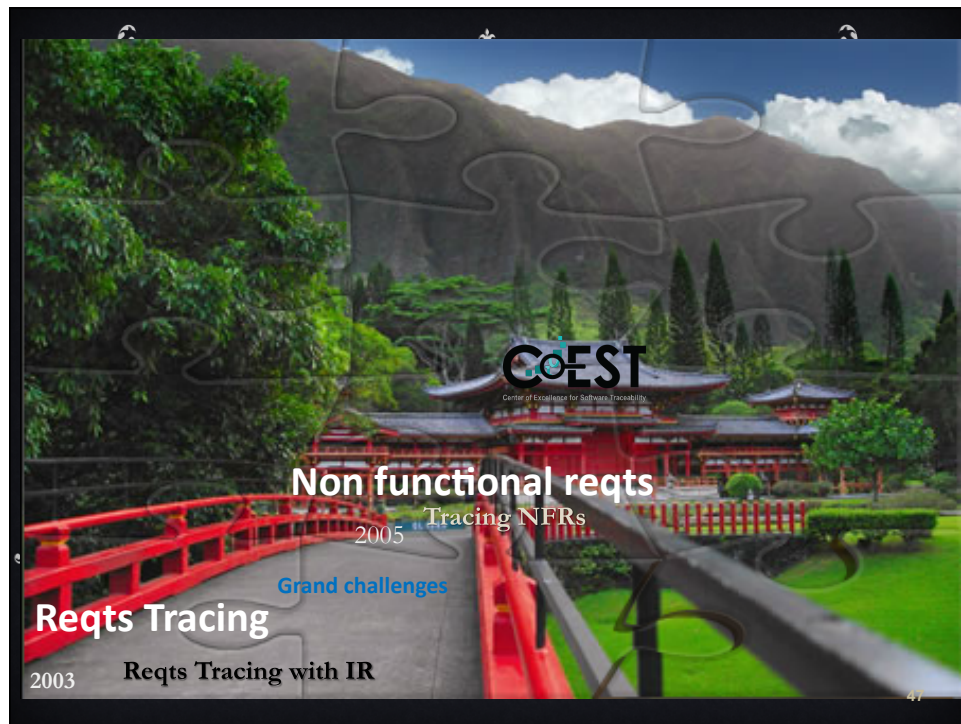 CoEST
Center of Excellence for Software Traceability
Non functional reqts
Tracing NFRs
2005
Grand challenges
Reqts Tracing
Reqts Tracing with IR
2003
47